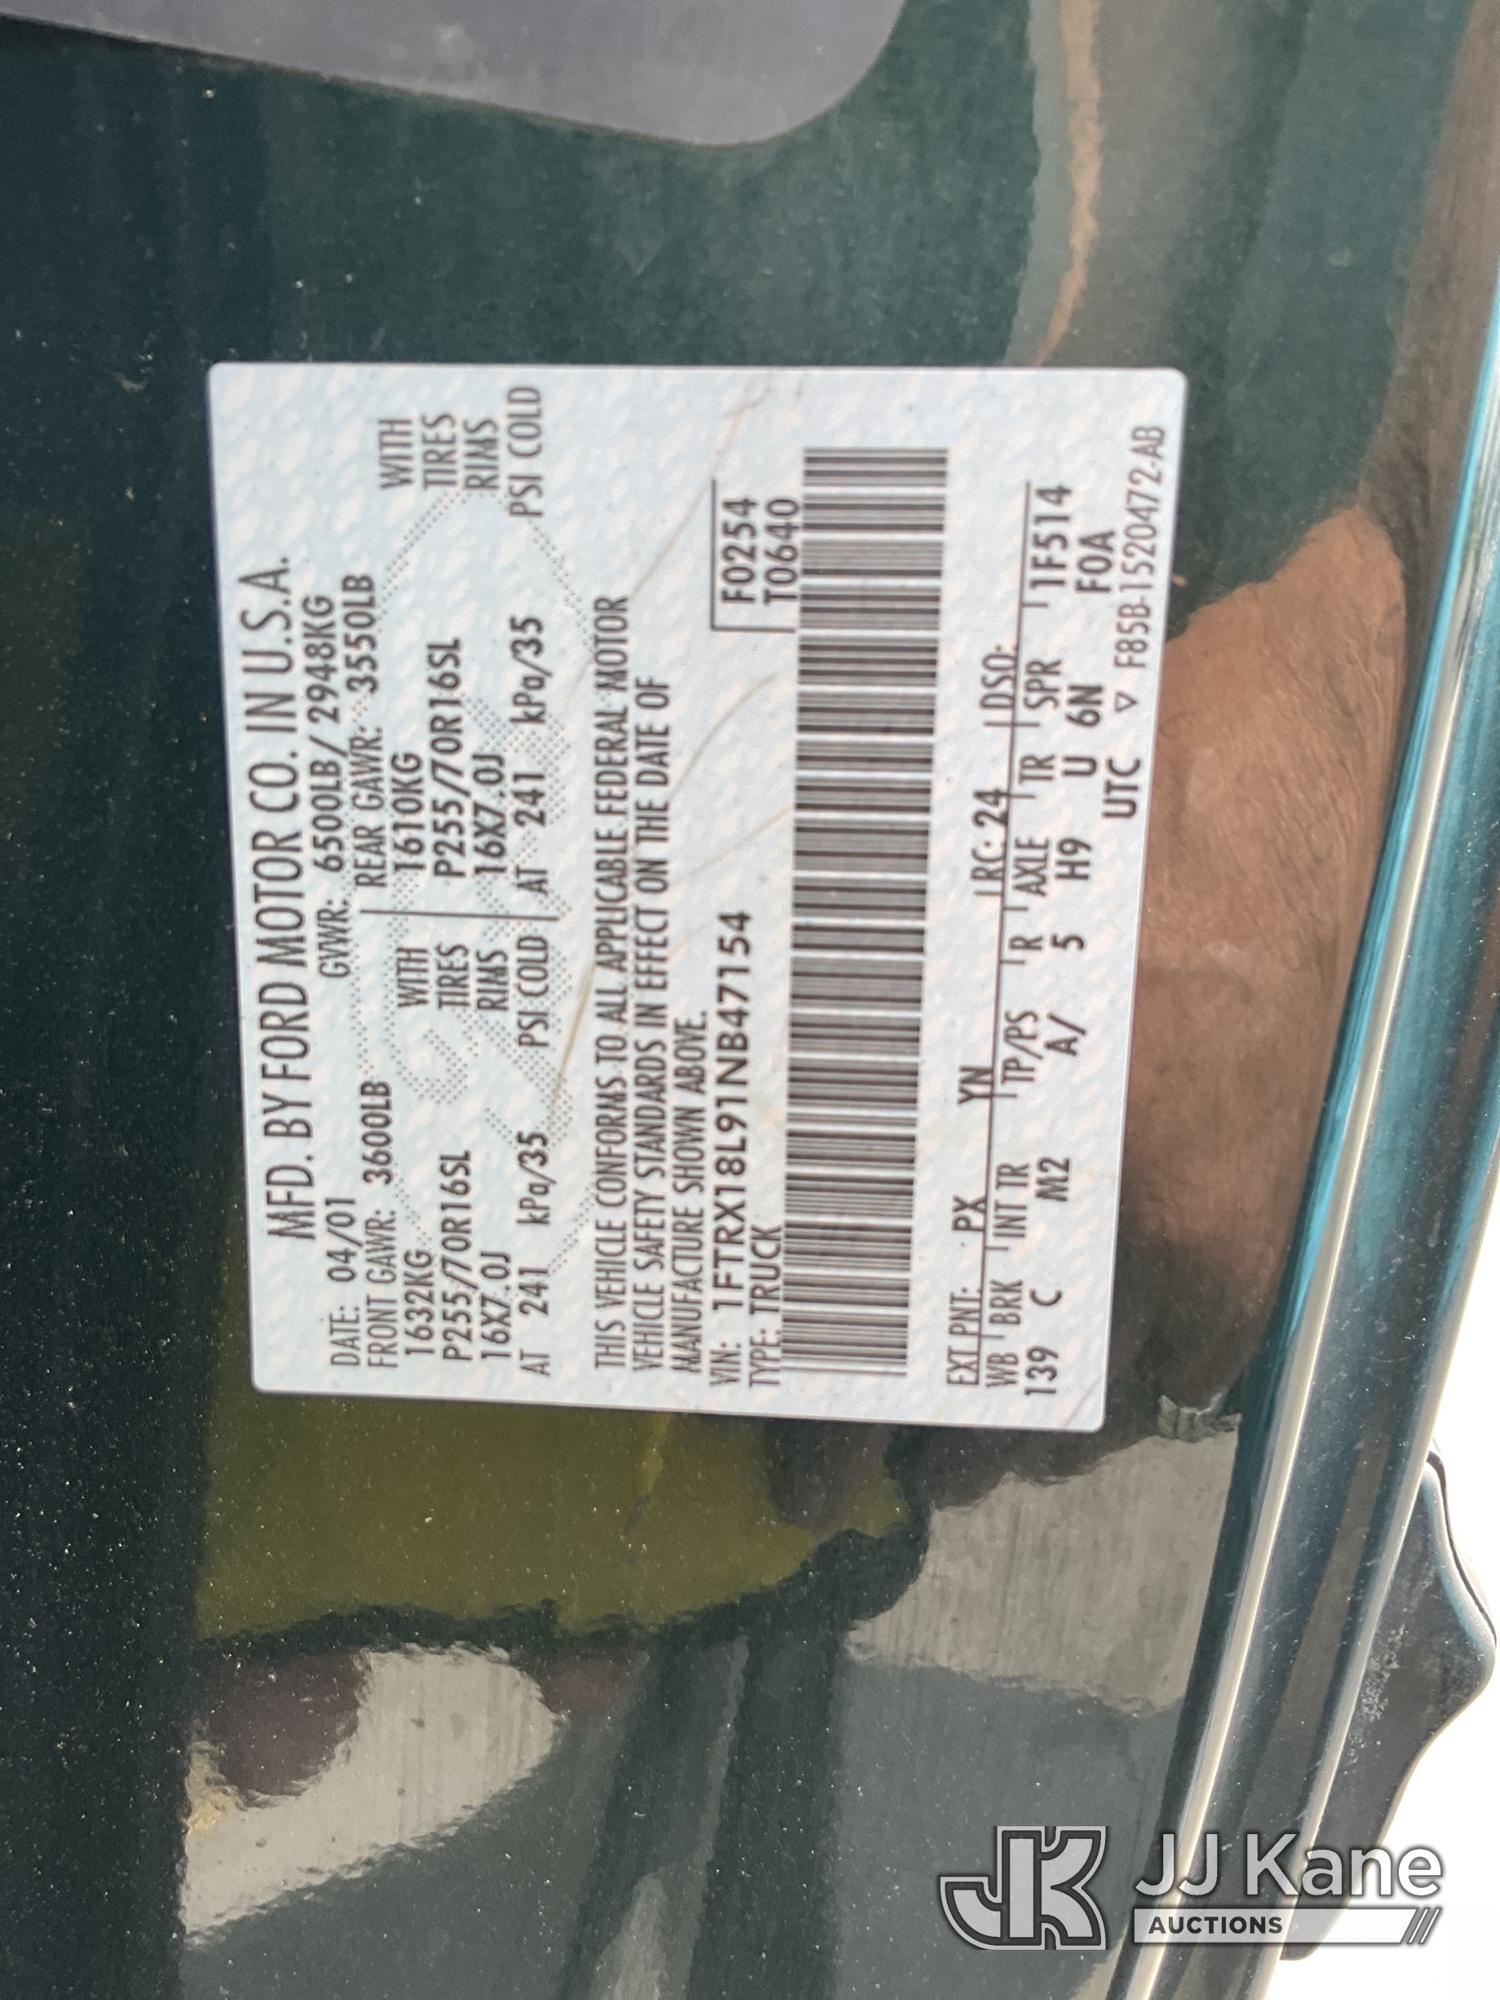 MFD. BY FORD MOTOR CO. IN U.S.A.
DATE: 04/01 GVWR: 6500LB/ 2948KG
FRONT GAWR: 3600LB REAR GAWR: 3550LB
1632KG WITH 1610KG WITH
P255/70R16SL TIRES P255/70R16SL TIRES
16X7.0J RIMS 16X7.0J RIMS
AT 241 kPa/35 PSI COLD AT 241 kPa/35 PSI COLD
THIS VEHICLE CONFORMS TO ALL APPLICABLE FEDERAL MOTOR
VEHICLE SAFETY STANDARDS IN EFFECT ON THE DATE OF
MANUFACTURE SHOWN ABOVE.
VIN: 1FTRX18L91NB47154 F0254
TYPE: TRUCK T0640
EXT PNT: PX YN RC: 24 DSO:
WB BRK INT TR TP/PS R AXLE TR SPR 1F514
139 C M2 A/ 5 H9 U 6N F0A
UTC ▽ F85B-1520472-AB
JK JJ Kane
AUCTIONS